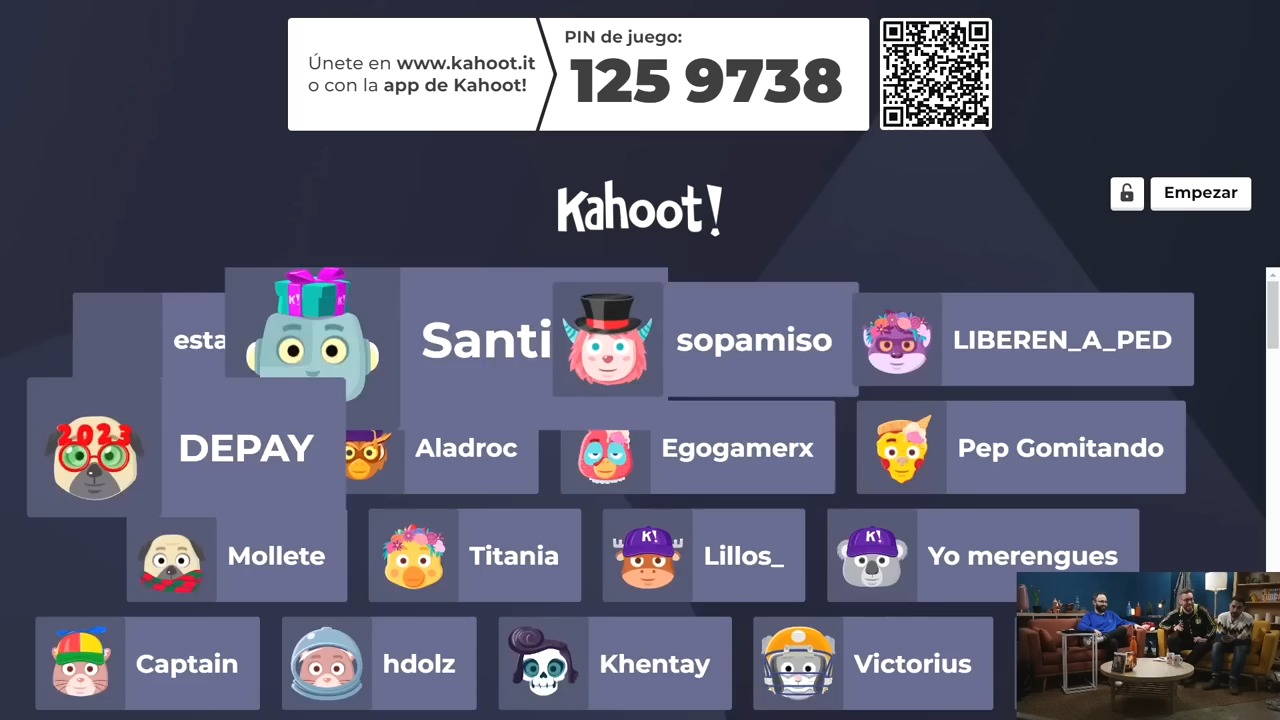 Únete en www.kahoot.it
o con la app de Kahoot!
PIN de juego:
125 9738
Kahoot!
Empezar
esta
K!
Santi
sopamiso
LIBEREN_A_PED
2023
DEPAY
Aladroc
Egogamerx
Pep Gomitando
Mollete
Titania
K!
Lillos_
K!
Yo merengues
Captain
hdolz
Khentay
Victorius